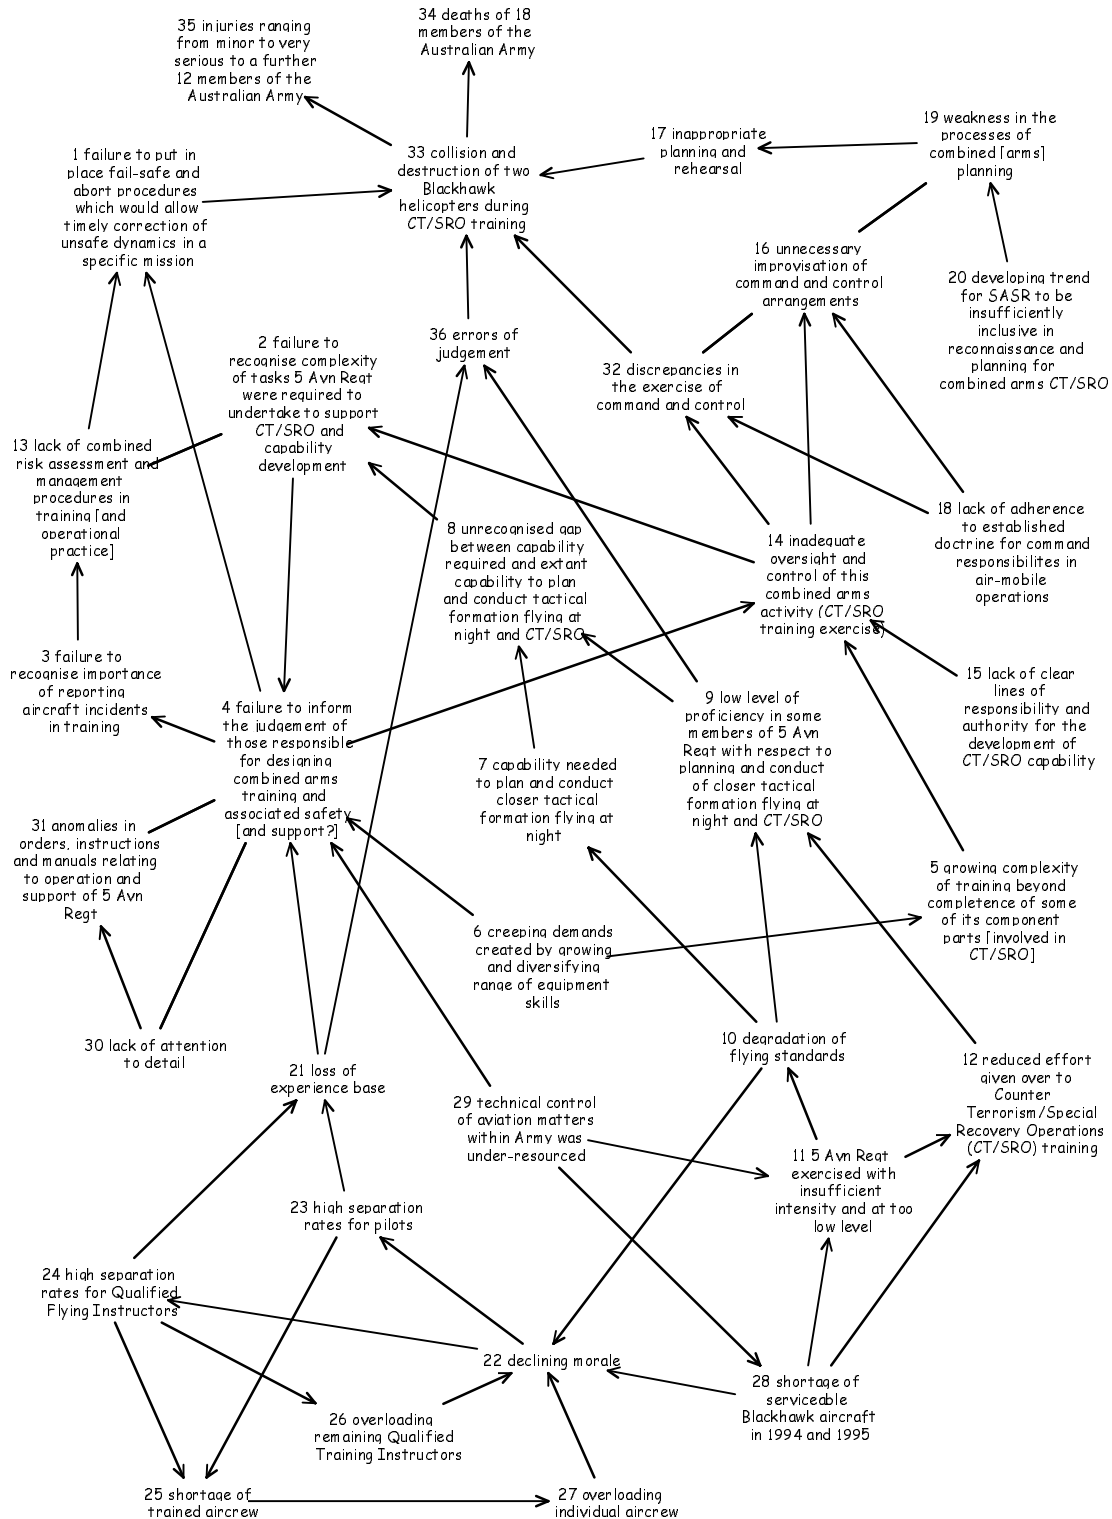 35 injuries ranging
from minor to very
serious to a further
12 members of the
Australian Army
34 deaths of 18
members of the
Australian Army
19 weakness in the
processes of
combined [arms]
planning
17 inappropriate
planning and
rehearsal
1 failure to put in
place fail-safe and
abort procedures
which would allow
timely correction of
unsafe dynamics in a
specific mission
33 collision and
destruction of two
Blackhawk
helicopters during
CT/SRO training
16 unnecessary
improvisation of
command and control
arrangements
20 developing trend
for SASR to be
insufficiently
inclusive in
reconnaissance and
planning for
combined arms CT/SRO
36 errors of
judgement
2 failure to
recognise complexity
of tasks 5 Avn Regt
were required to
undertake to support
CT/SRO and
capability
development
32 discrepancies in
the exercise of
command and control
13 lack of combined
risk assessment and
management
procedures in
training [and
operational
practice]
8 unrecognised gap
between capability
required and extant
capability to plan
and conduct tactical
formation flying at
night and CT/SRO
14 inadequate
oversight and
control of this
combined arms
activity (CT/SRO
training exercise)
18 lack of adherence
to established
doctrine for command
responsibilites in
air-mobile
operations
3 failure to
recognise importance
of reporting
aircraft incidents
in training
4 failure to inform
the judgement of
those responsible
for designing
combined arms
training and
associated safety
[and support?]
9 low level of
proficiency in some
members of 5 Avn
Regt with respect to
planning and conduct
of closer tactical
formation flying at
night and CT/SRO
15 lack of clear
lines of
responsibility and
authority for the
development of
CT/SRO capability
7 capability needed
to plan and conduct
closer tactical
formation flying at
night
31 anomalies in
orders, instructions
and manuals relating
to operation and
support of 5 Avn
Regt
5 growing complexity
of training beyond
completence of some
of its component
parts [involved in
CT/SRO]
6 creeping demands
created by growing
and diversifying
range of equipment
skills
30 lack of attention
to detail
10 degradation of
flying standards
21 loss of
experience base
12 reduced effort
given over to
Counter
Terrorism/Special
Recovery Operations
(CT/SRO) training
29 technical control
of aviation matters
within Army was
under-resourced
11 5 Avn Regt
exercised with
insufficient
intensity and at too
low level
23 high separation
rates for pilots
24 high separation
rates for Qualified
Flying Instructors
22 declining morale
28 shortage of
serviceable
Blackhawk aircraft
in 1994 and 1995
26 overloading
remaining Qualified
Training Instructors
25 shortage of
trained aircrew
27 overloading
individual aircrew